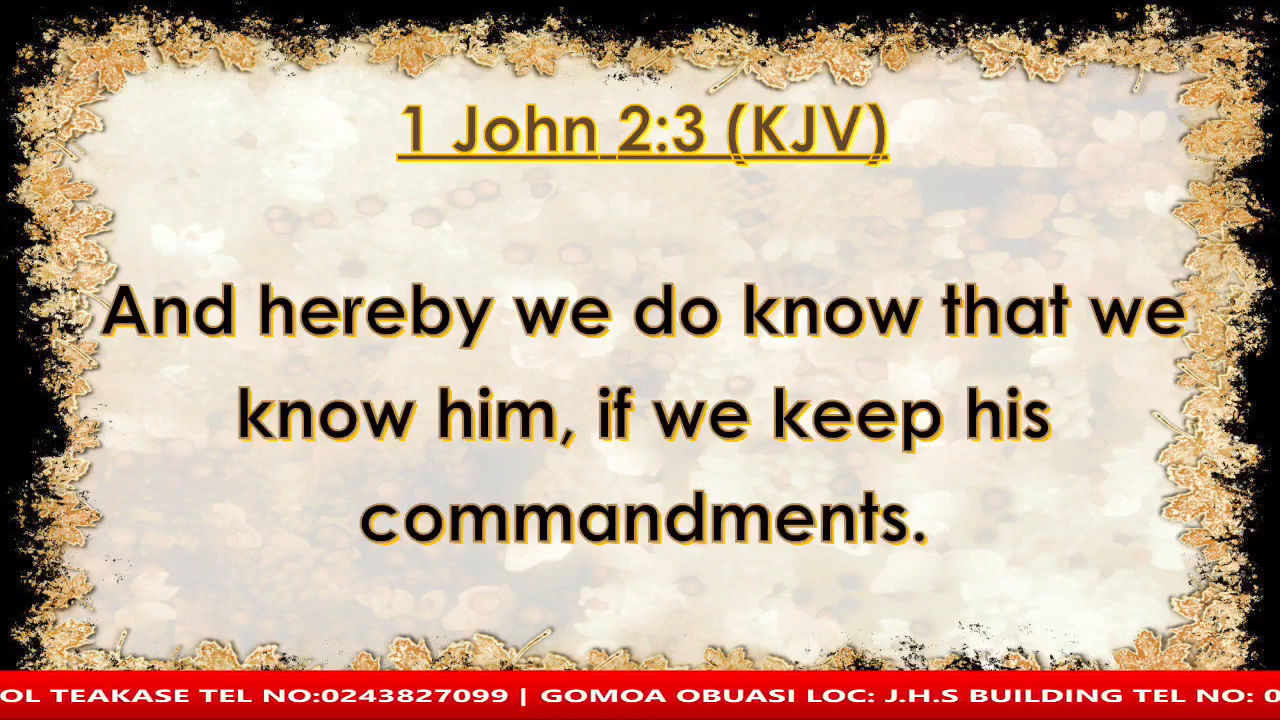 1 John 2:3 (KJV)
And hereby we do know that we
know him, if we keep his
commandments.
OL TEAKASE TEL NO:0243827099 | GOMOA OBUASI LOC: J.H.S BUILDING TEL NO: 0